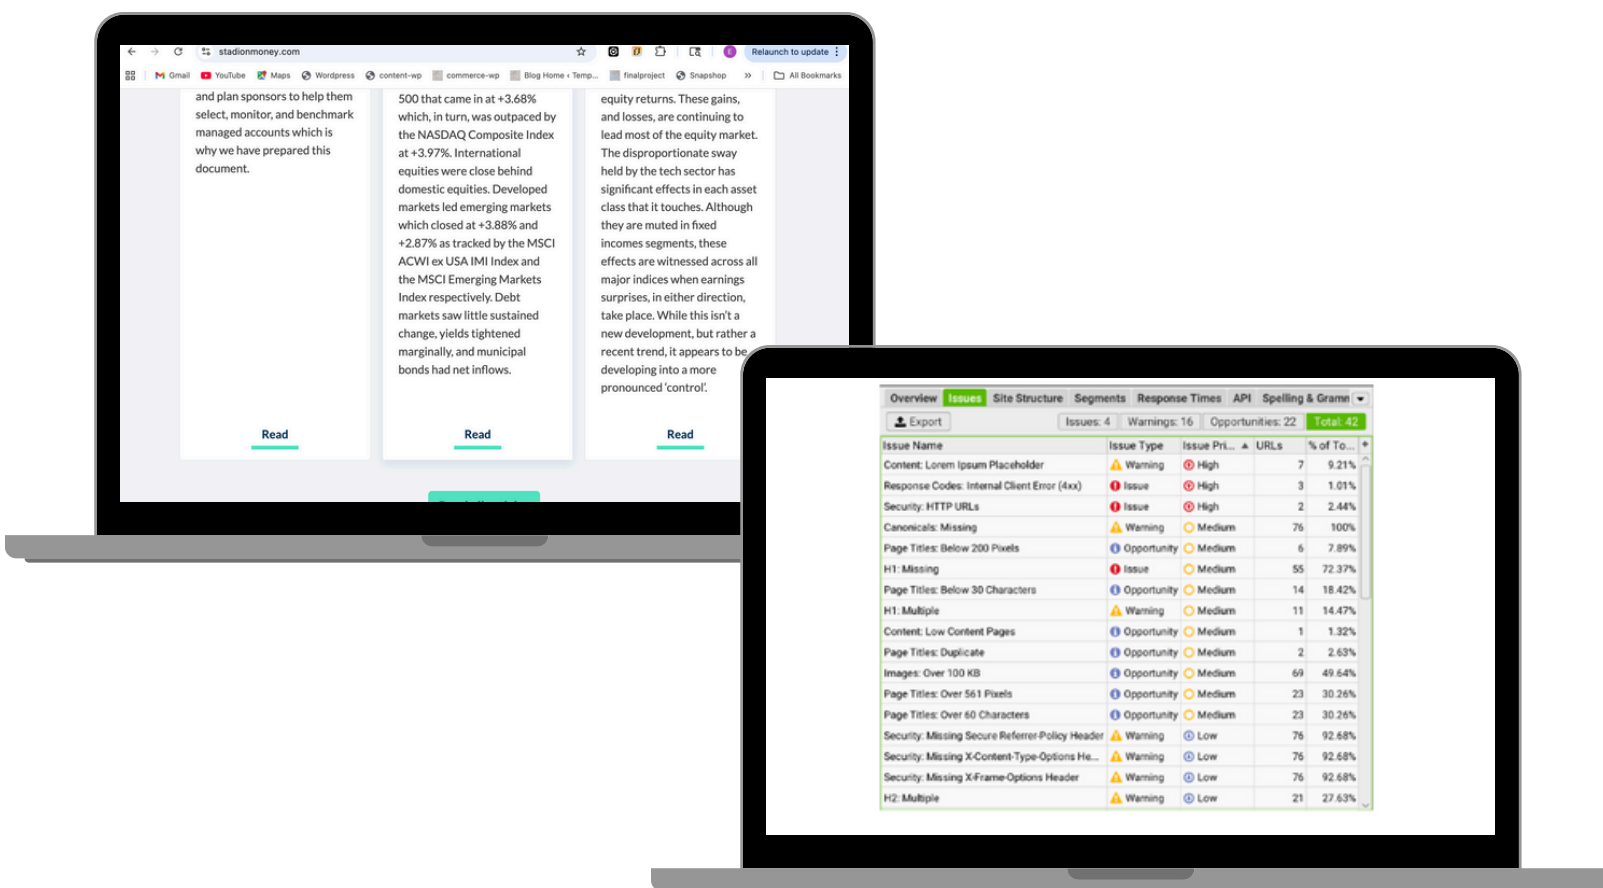 stadionmoney.com
Relaunch to update
Gmail
YouTube
Maps
Wordpress
content-wp
commerce-wp
Blog Home ‹ Temp...
finalproject
Snapshop
»
All Bookmarks
and plan sponsors to help them
select, monitor, and benchmark
managed accounts which is
why we have prepared this
document.
Read
500 that came in at +3.68%
which, in turn, was outpaced by
the NASDAQ Composite Index
at +3.97%. International
equities were close behind
domestic equities. Developed
markets led emerging markets
which closed at +3.88% and
+2.87% as tracked by the MSCI
ACWI ex USA IMI Index and
the MSCI Emerging Markets
Index respectively. Debt
markets saw little sustained
change, yields tightened
marginally, and municipal
bonds had net inflows.
Read
equity returns. These gains,
and losses, are continuing to
lead most of the equity market.
The disproportionate sway
held by the tech sector has
significant effects in each asset
class that it touches. Although
they are muted in fixed
incomes segments, these
effects are witnessed across all
major indices when earnings
surprises, in either direction,
take place. While this isn't a
new development, but rather a
recent trend, it appears to be
developing into a more
pronounced 'control'.
Read
Overview Issues Site Structure Segments Response Times API Spelling & Gramm
Export Issues: 4 Warnings: 16 Opportunities: 22 Total: 42
Issue Name Issue Type Issue Pri... URLs % of To... +
Content: Lorem Ipsum Placeholder Warning High 7 9.21%
Response Codes: Internal Client Error (4xx) Issue High 3 1.01%
Security: HTTP URLs Issue High 2 2.44%
Canonicals: Missing Warning Medium 76 100%
Page Titles: Below 200 Pixels Opportunity Medium 6 7.89%
H1: Missing Issue Medium 55 72.37%
Page Titles: Below 30 Characters Opportunity Medium 14 18.42%
H1: Multiple Warning Medium 11 14.47%
Content: Low Content Pages Opportunity Medium 1 1.32%
Page Titles: Duplicate Opportunity Medium 2 2.63%
Images: Over 100 KB Opportunity Medium 69 49.64%
Page Titles: Over 561 Pixels Opportunity Medium 23 30.26%
Page Titles: Over 60 Characters Opportunity Medium 23 30.26%
Security: Missing Secure Referrer-Policy Header Warning Low 76 92.68%
Security: Missing X-Content-Type-Options He... Warning Low 76 92.68%
Security: Missing X-Frame-Options Header Warning Low 76 92.68%
H2: Multiple Warning Low 21 27.63%